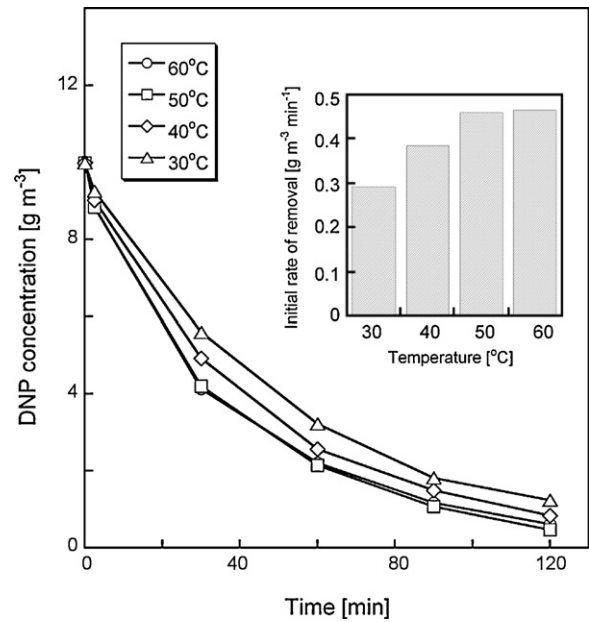 60°C
50°C
40°C
30°C
12
8
4
0
DNP concentration [g m⁻³]
0 40 80 120
Time [min]
0.5
0.4
0.3
0.2
0.1
0
Initial rate of removal [g m⁻³ min⁻¹]
30 40 50 60
Temperature [°C]